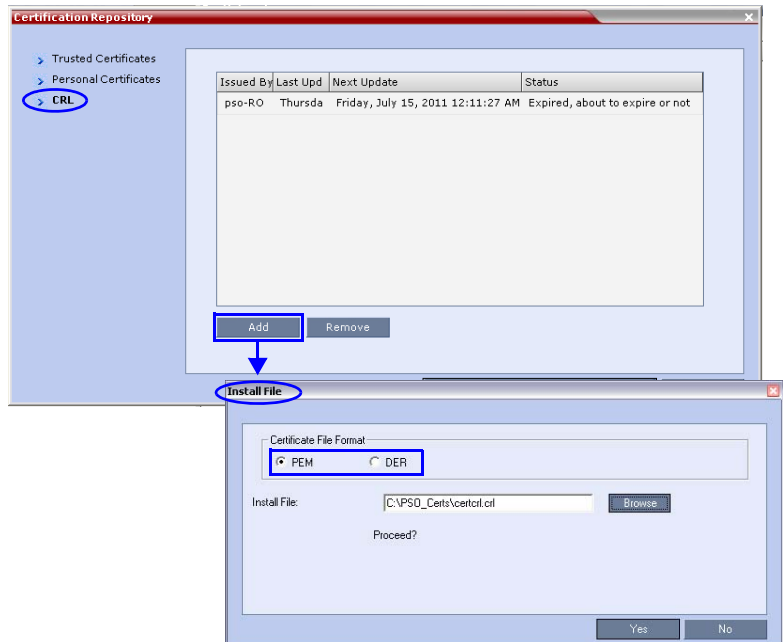 Certification Repository
Trusted Certificates
Personal Certificates
CRL
Issued By Last Upd Next Update Status
pso-RO Thursda Friday, July 15, 2011 12:11:27 AM Expired, about to expire or not
Add Remove
Install File
Certificate File Format
PEM DER
Install File: C:\PSO_Certs\certcrl.crl Browse
Proceed?
Yes No